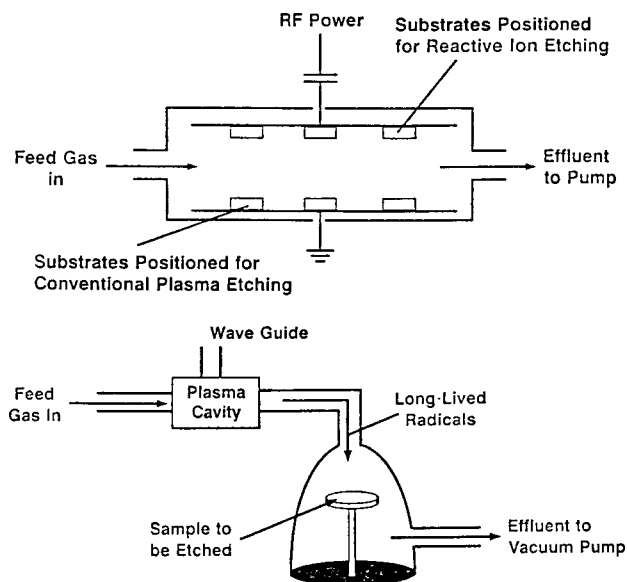 RF Power
Substrates Positioned
for Reactive Ion Etching
Feed Gas
in
Effluent
to Pump
Substrates Positioned for
Conventional Plasma Etching
Wave Guide
Feed
Gas In
Plasma
Cavity
Long-Lived
Radicals
Sample to
be Etched
Effluent to
Vacuum Pump